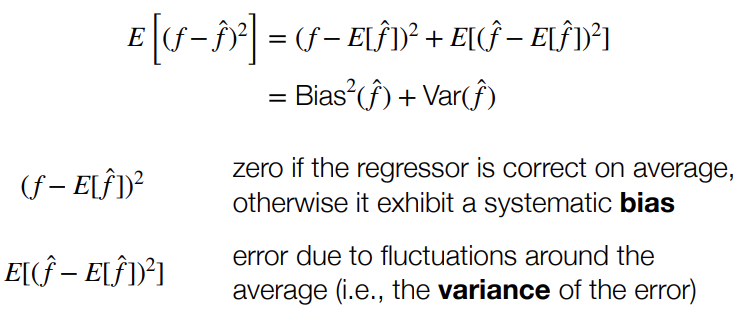 E[(f − f̂)²] = (f − E[f̂])² + E[(f̂ − E[f̂])²]
= Bias²(f̂) + Var(f̂)
(f − E[f̂])² zero if the regressor is correct on average,
otherwise it exhibit a systematic bias
E[(f̂ − E[f̂])²] error due to fluctuations around the
average (i.e., the variance of the error)